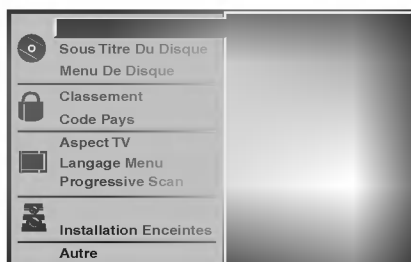 Sous Titre Du Disque
Menu De Disque
Classement
Code Pays
Aspect TV
Langage Menu
Progressive Scan
Installation Enceintes
Autre